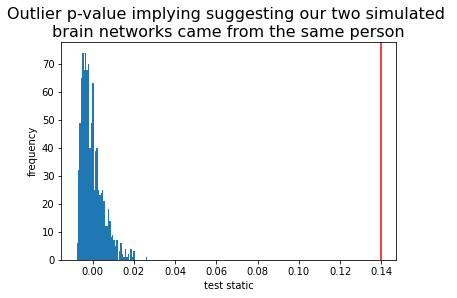 Outlier p-value implying suggesting our two simulated
brain networks came from the same person
70
60
50
40
30
20
10
0
frequency
0.00 0.02 0.04 0.06 0.08 0.10 0.12 0.14
test static